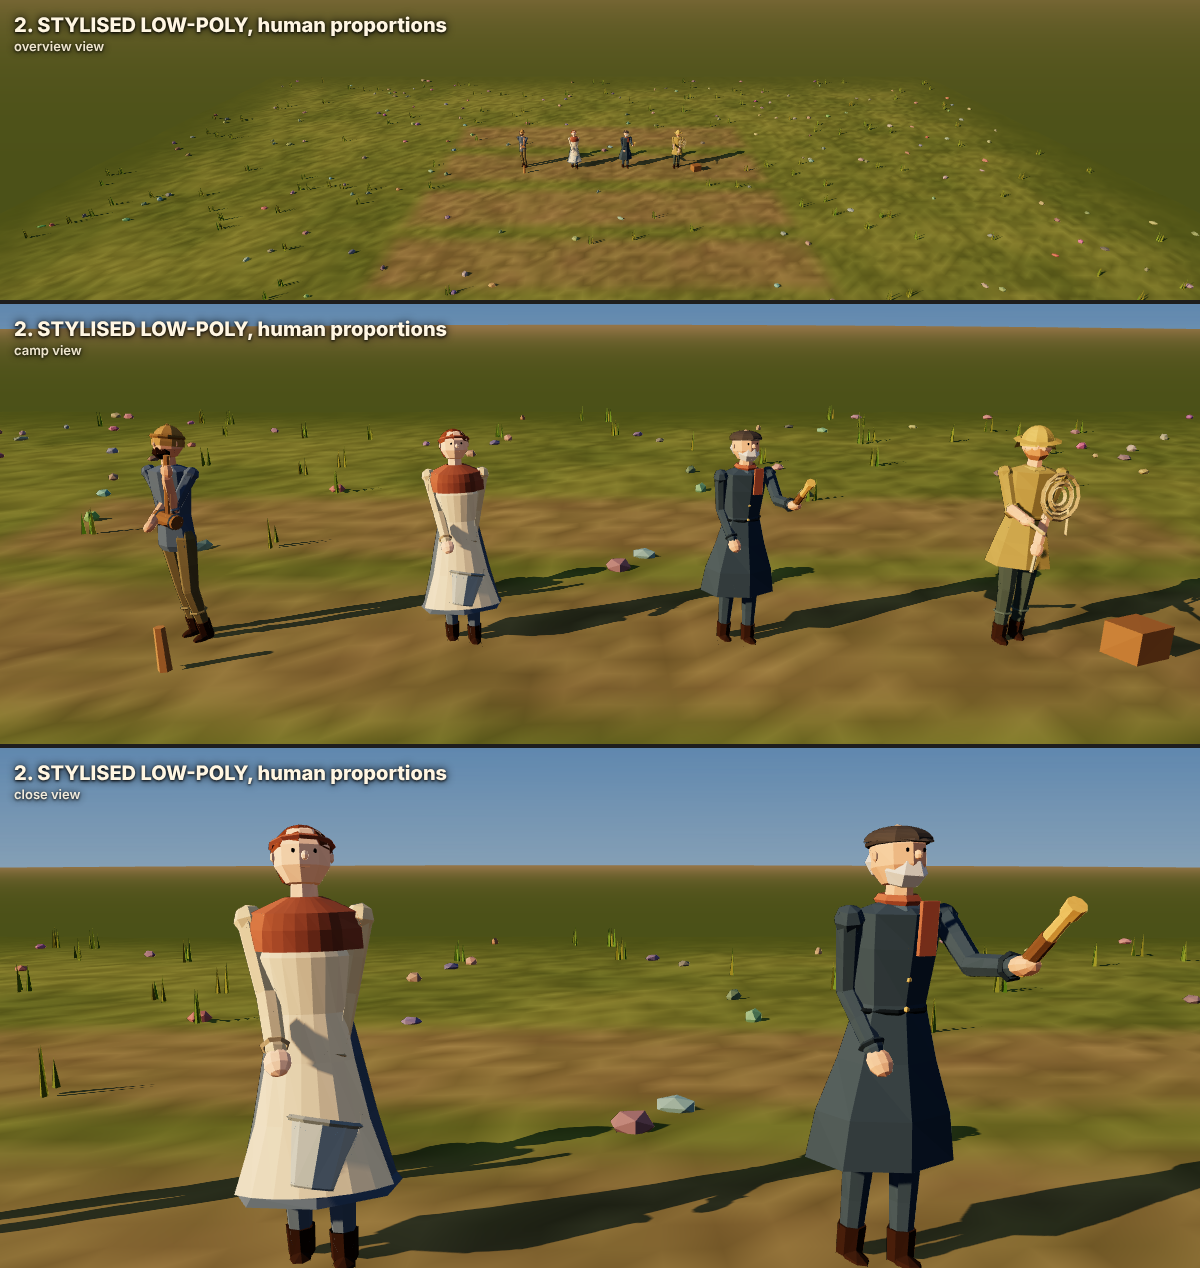 2. STYLISED LOW-POLY, human proportions
overview view
2. STYLISED LOW-POLY, human proportions
camp view
2. STYLISED LOW-POLY, human proportions
close view